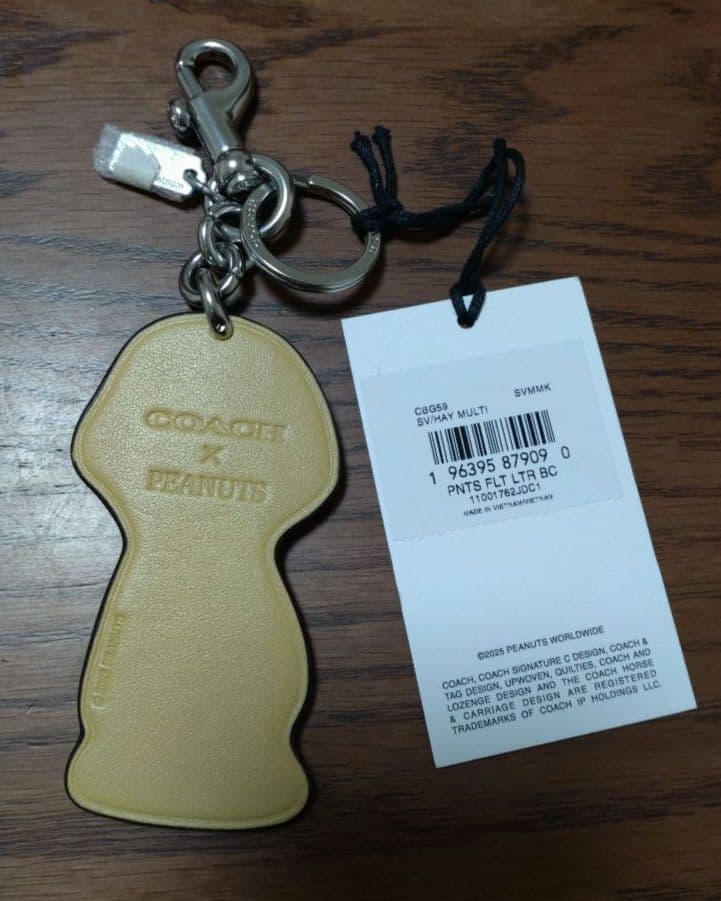 COACH
X
PEANUTS
CBG59
SV/HAY MULTI
SVMMK
1 96395 87909 0
PNTS FLT LTR BC
11001762JDC1
MADE IN VIETNAM/VIETNAM
©2025 PEANUTS WORLDWIDE
COACH, COACH SIGNATURE C DESIGN, COACH &
TAG DESIGN, UPWOVEN, QUILTIES, COACH AND
LOZENGE DESIGN AND THE COACH HORSE
& CARRIAGE DESIGN ARE REGISTERED
TRADEMARKS OF COACH IP HOLDINGS LLC.